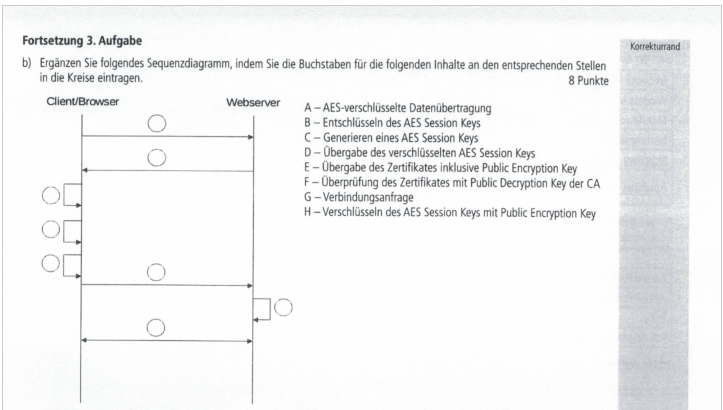 Fortsetzung 3. Aufgabe
Korrekturrand
b) Ergänzen Sie folgendes Sequenzdiagramm, indem Sie die Buchstaben für die folgenden Inhalte an den entsprechenden Stellen
in die Kreise eintragen.
8 Punkte
Client/Browser
Webserver
A – AES-verschlüsselte Datenübertragung
B – Entschlüsseln des AES Session Keys
C – Generieren eines AES Session Keys
D – Übergabe des verschlüsselten AES Session Keys
E – Übergabe des Zertifikates inklusive Public Encryption Key
F – Überprüfung des Zertifikates mit Public Decryption Key der CA
G – Verbindungsanfrage
H – Verschlüsseln des AES Session Keys mit Public Encryption Key